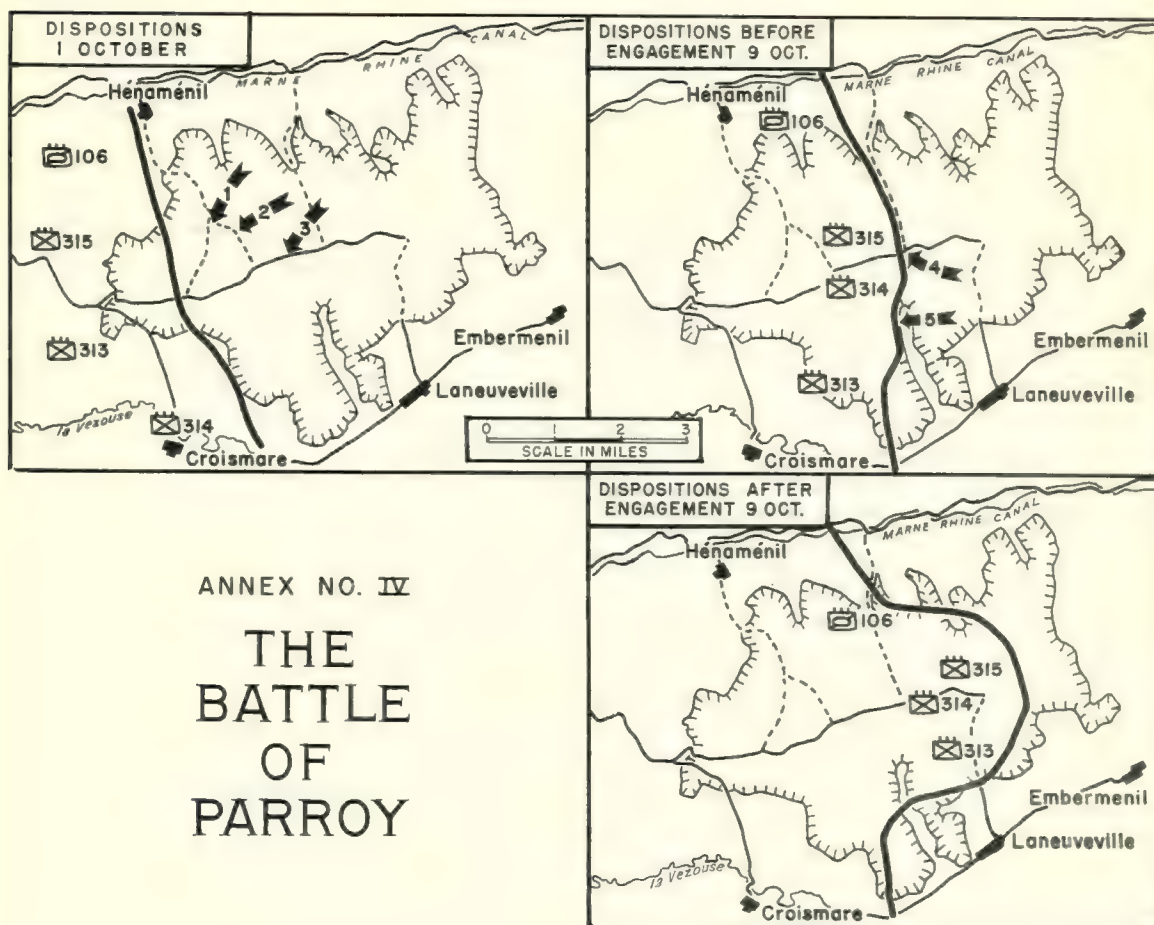 DISPOSITIONS
1 OCTOBER
MARNE RHINE CANAL
Hénaménil
106
1
2
3
315
313
Embermenil
Laneuveville
la Vezouse
314
Croismare
0 1 2 3
SCALE IN MILES
DISPOSITIONS BEFORE
ENGAGEMENT 9 OCT.
MARNE RHINE CANAL
Hénaménil
106
315
4
314
5
Embermenil
313
Laneuveville
Croismare
ANNEX NO. IV
THE
BATTLE
OF
PARROY
DISPOSITIONS AFTER
ENGAGEMENT 9 OCT.
MARNE RHINE CANAL
Hénaménil
106
315
314
313
Embermenil
Laneuveville
la Vezouse
Croismare